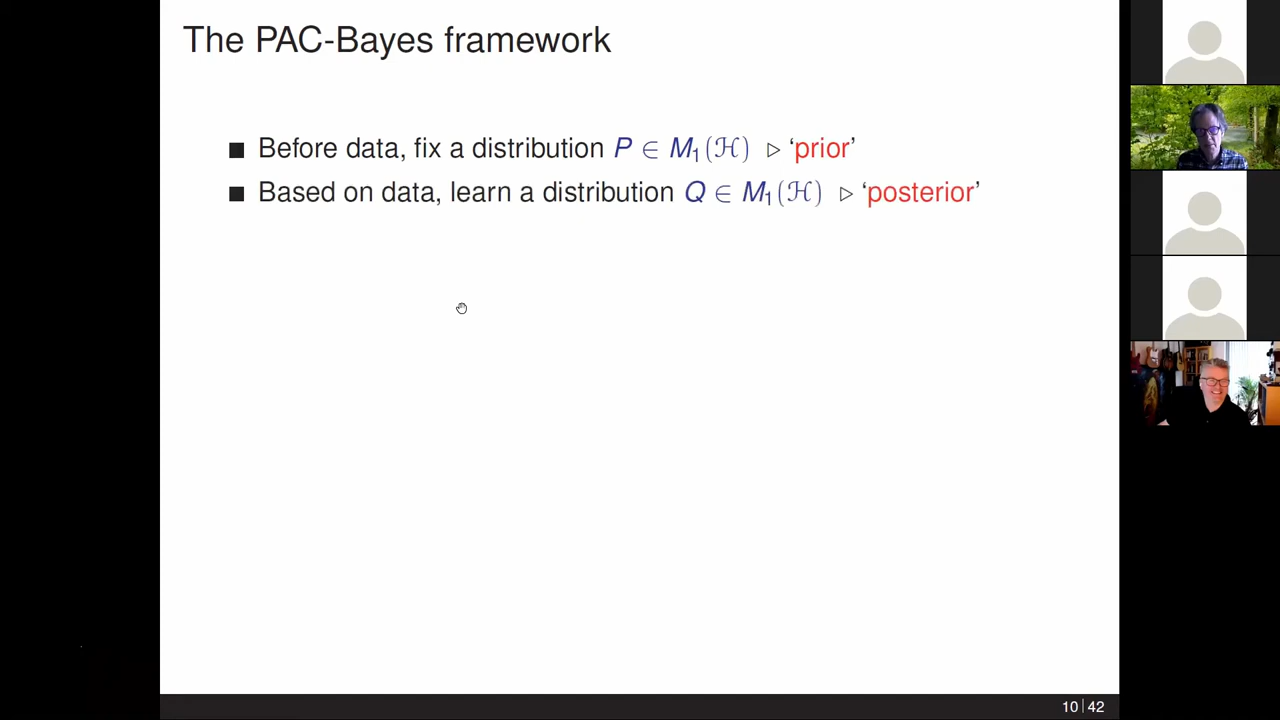 The PAC-Bayes framework
■ Before data, fix a distribution P ∈ M₁(ℋ) ▷ ‘prior’
■ Based on data, learn a distribution Q ∈ M₁(ℋ) ▷ ‘posterior’
10 | 42